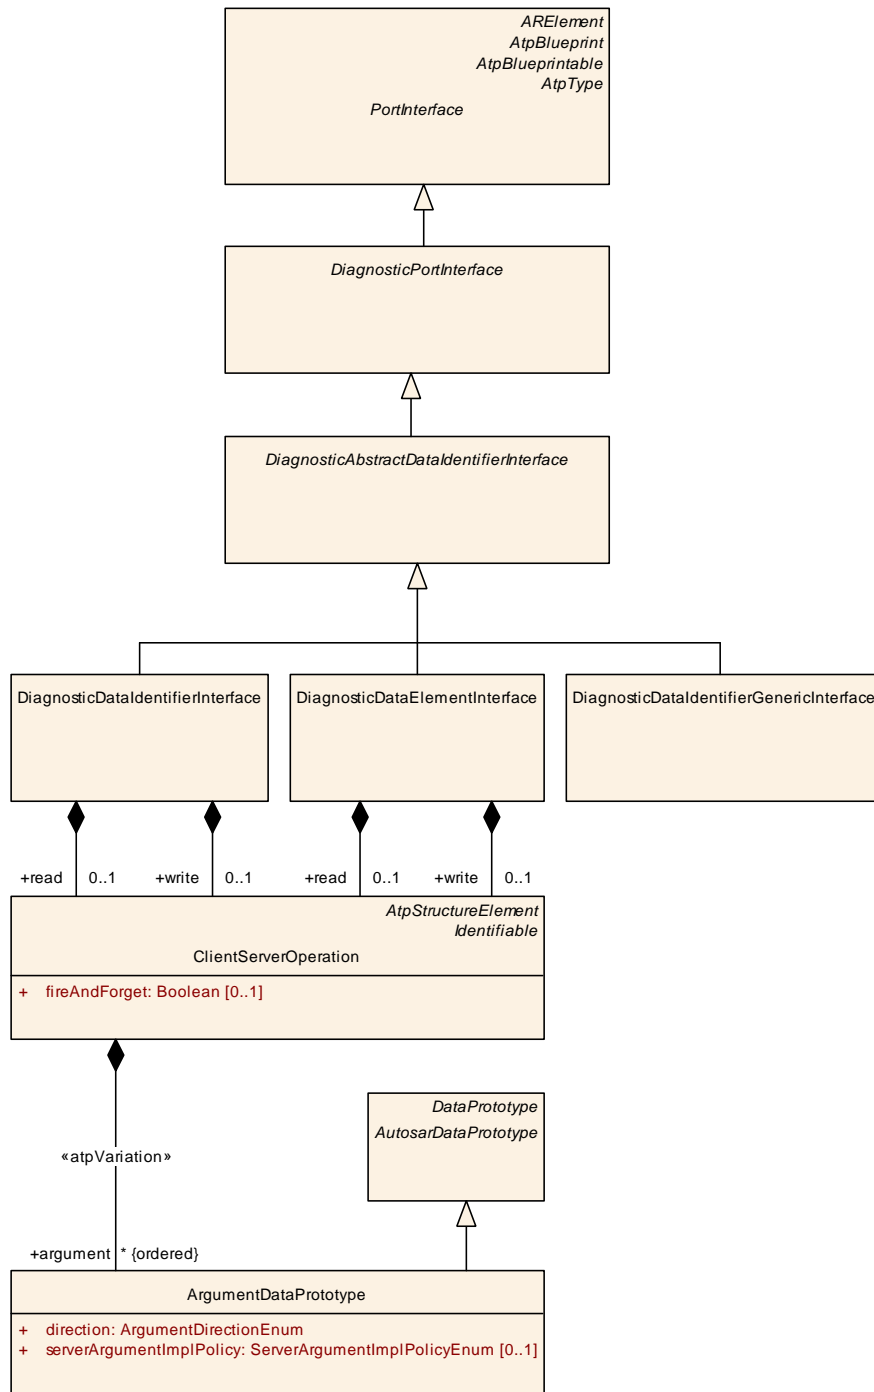 ARElement
AtpBlueprint
AtpBlueprintable
AtpType
PortInterface
DiagnosticPortInterface
DiagnosticAbstractDataIdentifierInterface
DiagnosticDataIdentifierInterface
DiagnosticDataElementInterface
DiagnosticDataIdentifierGenericInterface
+read 0..1 +write 0..1 +read 0..1 +write 0..1
AtpStructureElement
Identifiable
ClientServerOperation
+ fireAndForget: Boolean [0..1]
DataPrototype
AutosarDataPrototype
«atpVariation»
+argument * {ordered}
ArgumentDataPrototype
+ direction: ArgumentDirectionEnum
+ serverArgumentImplPolicy: ServerArgumentImplPolicyEnum [0..1]